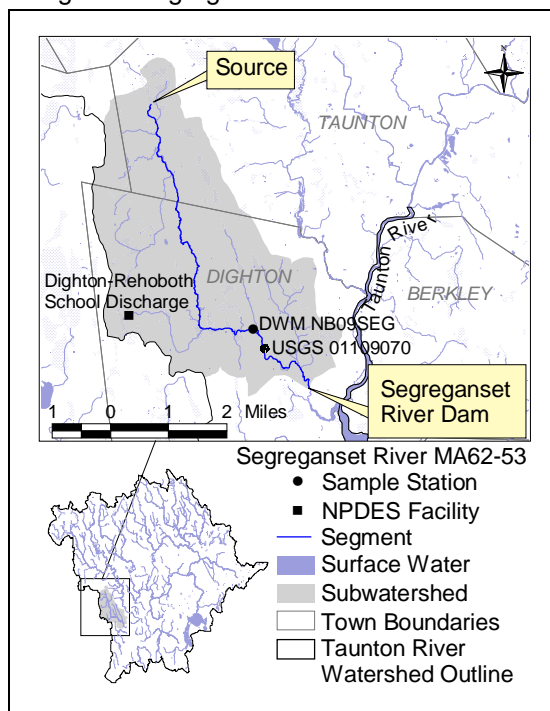 Source
N
TAUNTON
Taunton River
DIGHTON
BERKLEY
Dighton-Rehoboth
School Discharge
DWM NB09SEG
USGS 01109070
Segreganset
River Dam
1 0 1 2 Miles
Segreganset River MA62-53
Sample Station
NPDES Facility
Segment
Surface Water
Subwatershed
Town Boundaries
Taunton River
Watershed Outline